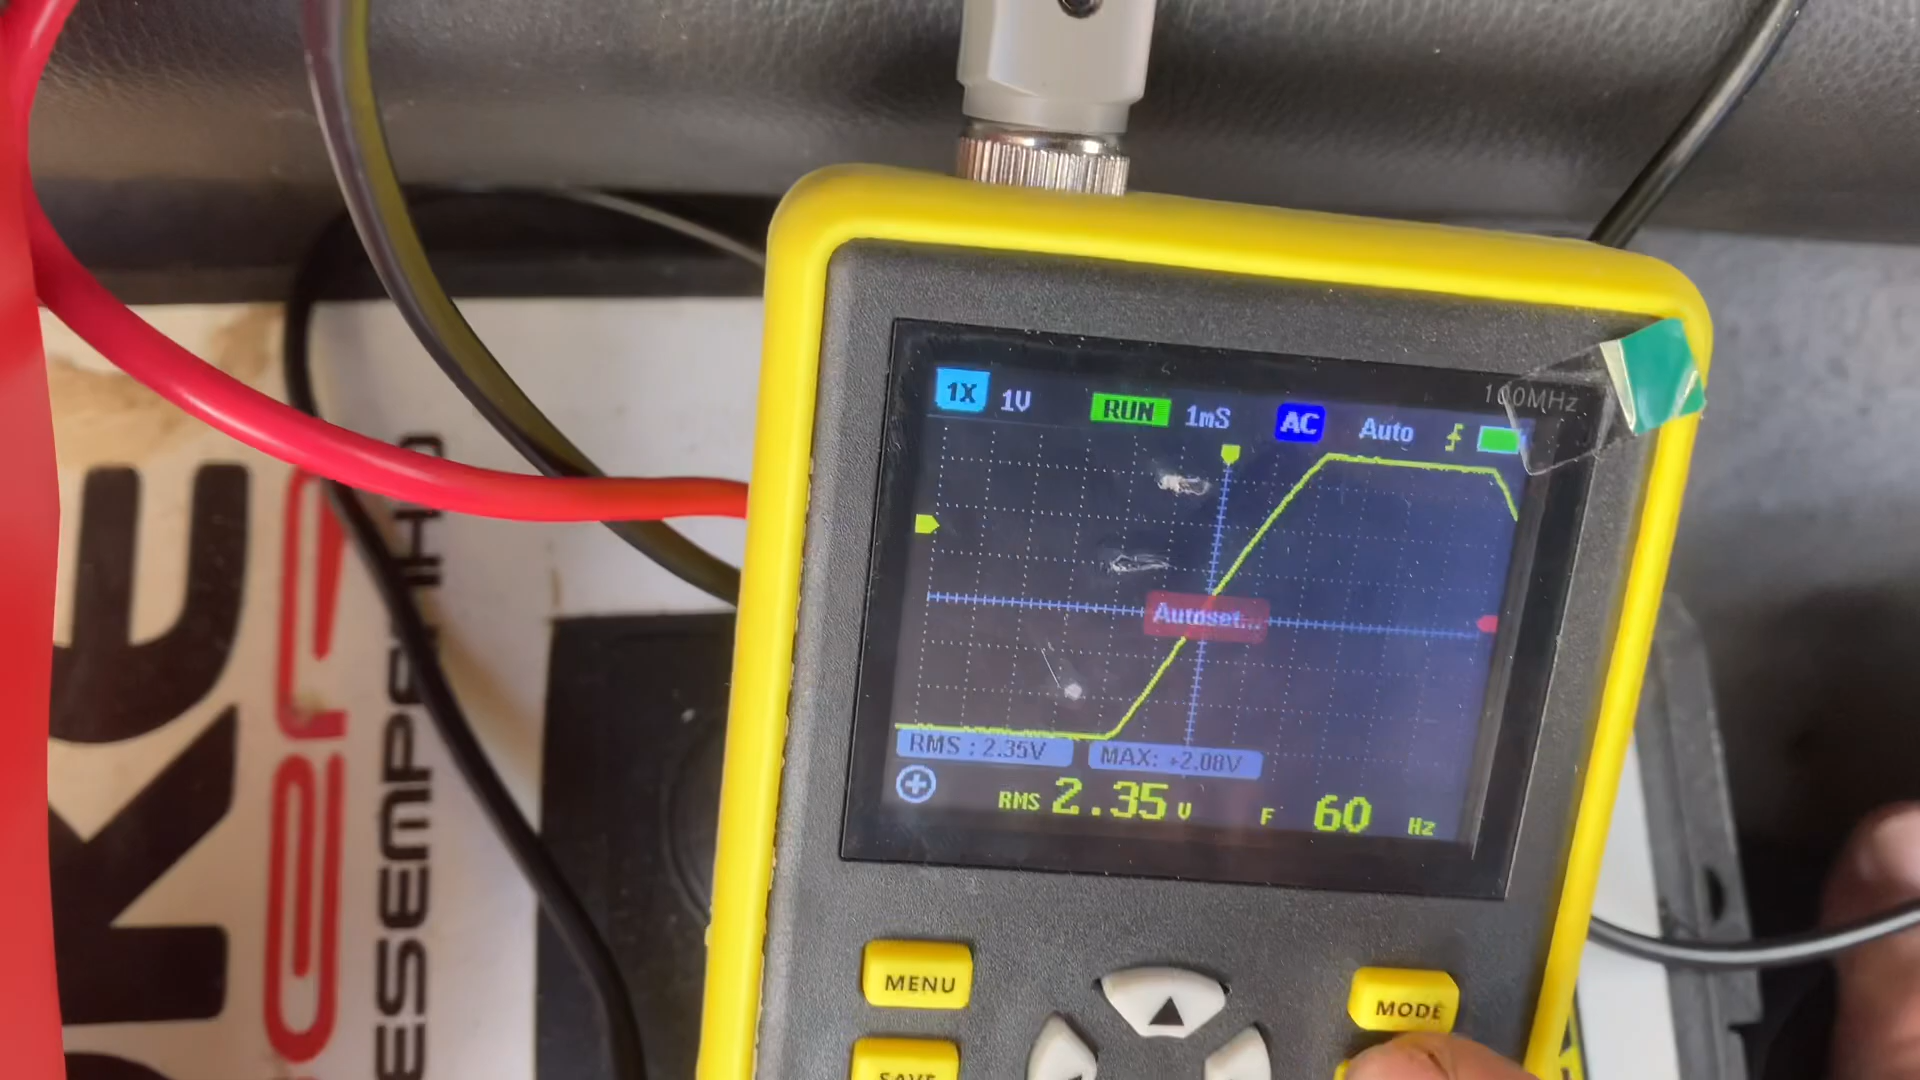 100MHz
1X 1V RUN 1mS AC Auto
Autoset...
RMS : 2.35V MAX: +2.08V
RMS 2.35 V F 60 Hz
MENU
MODE
SAVE